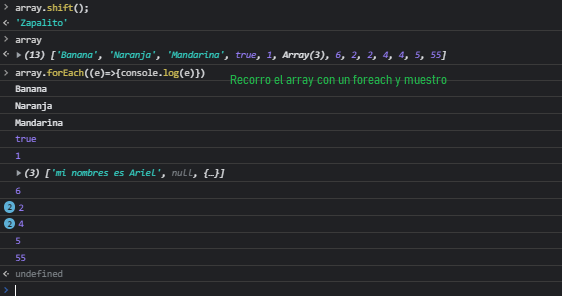 array.shift();
'Zapalito'
array
(13) ['Banana', 'Naranja', 'Mandarina', true, 1, Array(3), 6, 2, 2, 4, 4, 5, 55]
array.forEach((e)=>{console.log(e)})
Recorro el array con un foreach y muestro
Banana
Naranja
Mandarina
true
1
(3) ['mi nombres es Ariel', null, {…}]
6
2 2
2 4
5
55
undefined